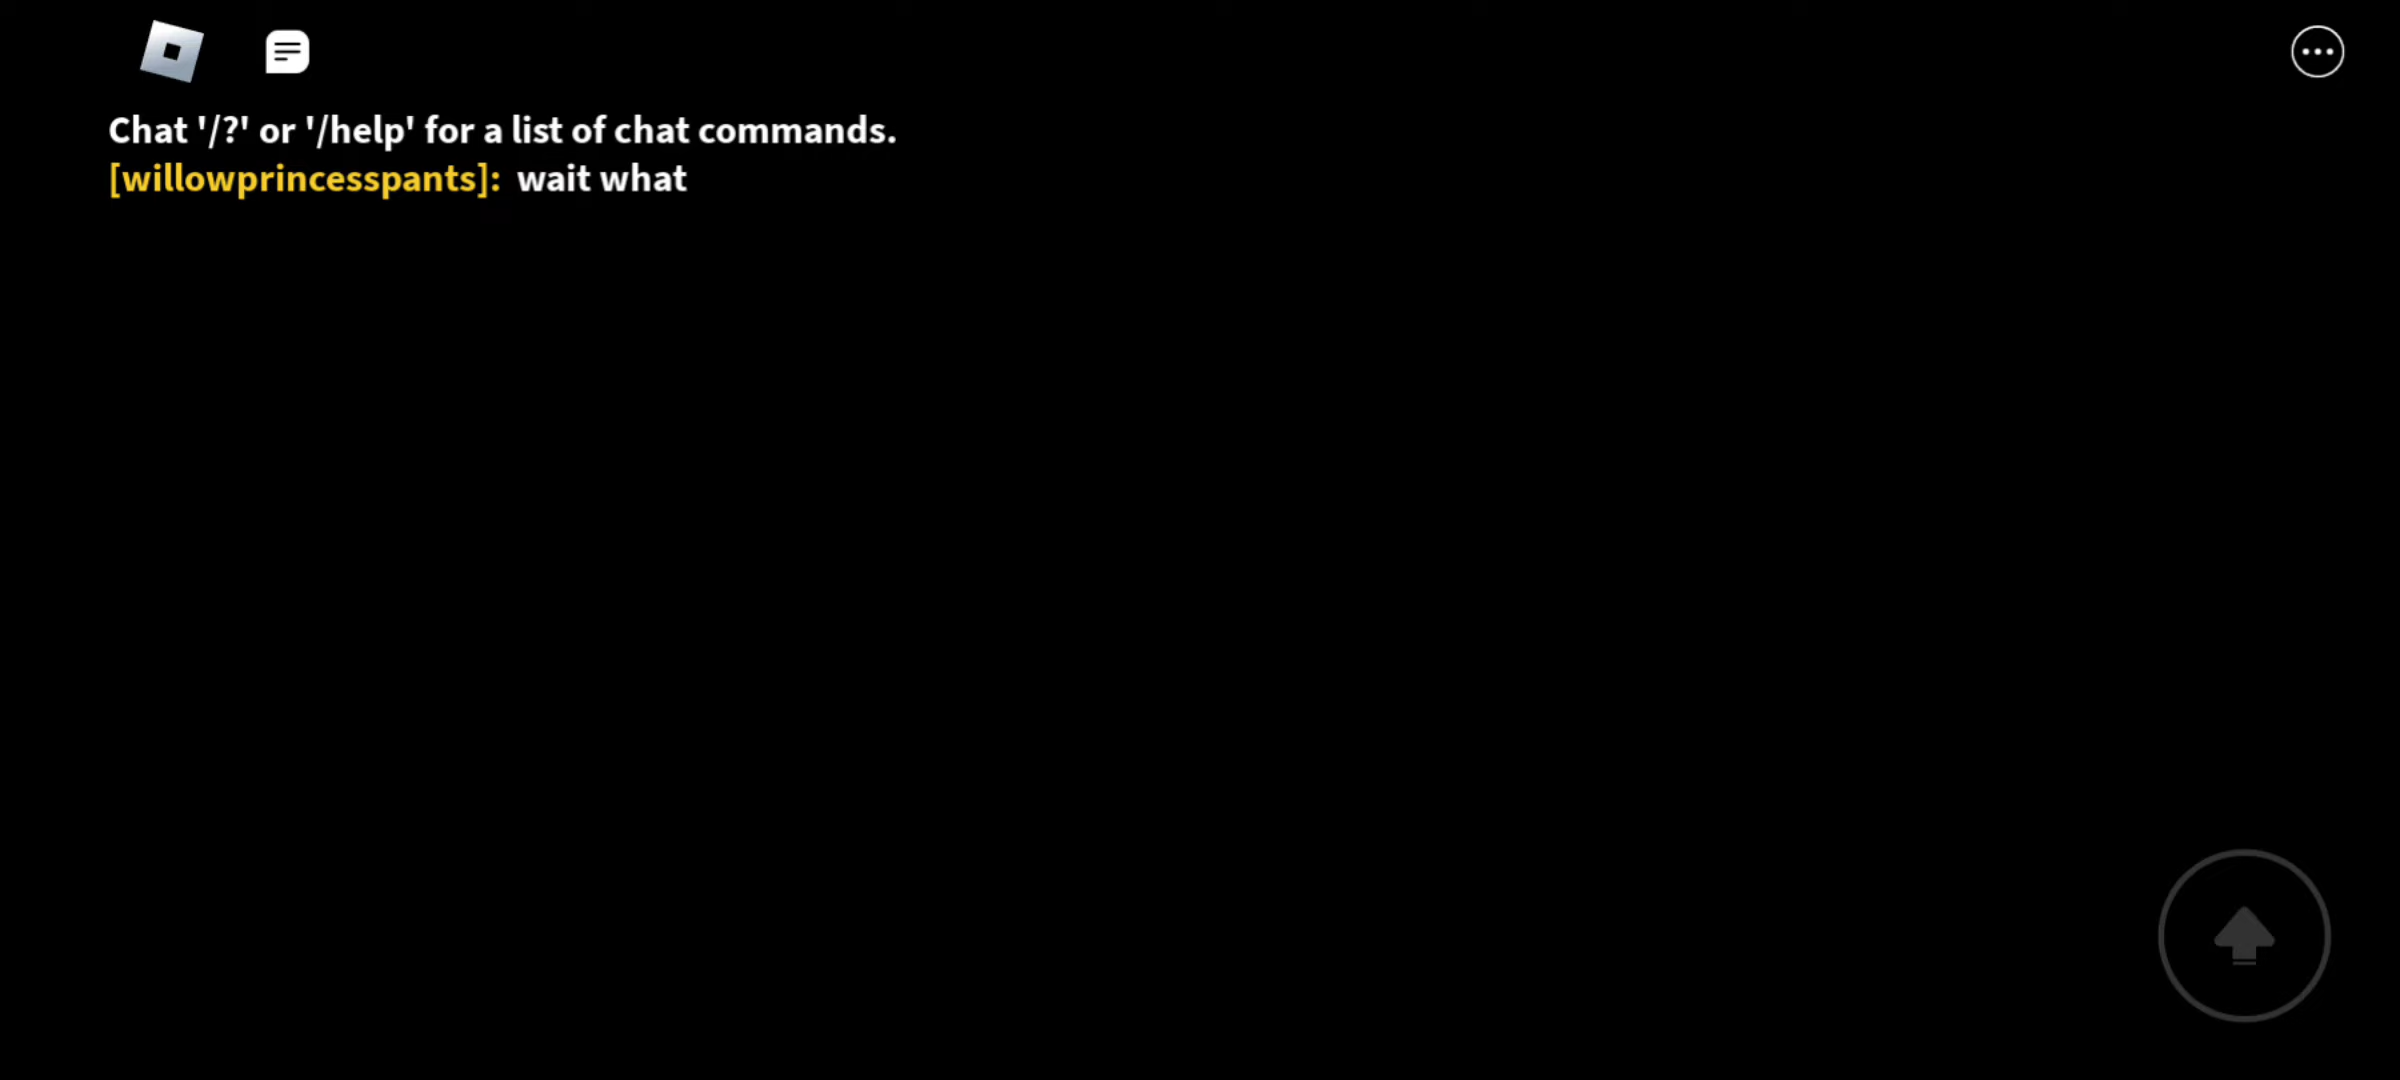 Chat '/?' or '/help' for a list of chat commands.
[willowprincesspants]: wait what